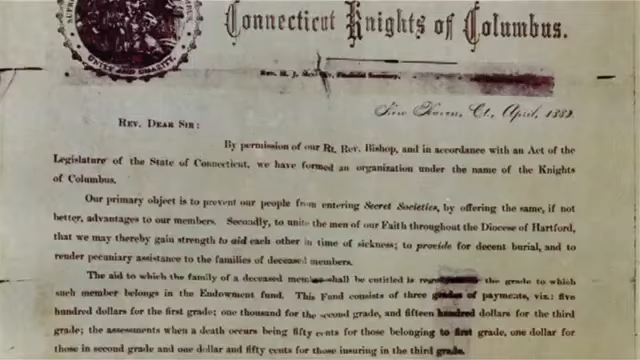 UNITY AND CHARITY.
Connecticut Knights of Columbus.
Rev. M. J. Financial Secretary.
New Haven, Ct., April, 1882.
REV. DEAR SIR:
By permission of our Rt. Rev. Bishop, and in accordance with an Act of the
Legislature of the State of Connecticut, we have formed an organization under the name of the Knights
of Columbus.
Our primary object is to prevent our people from entering Secret Societies, by offering the same, if not
better, advantages to our members. Secondly, to unite the men of our Faith throughout the Diocese of Hartford,
that we may thereby gain strength to aid each other in time of sickness; to provide for decent burial, and to
render pecuniary assistance to the families of deceased members.
The aid to which the family of a deceased member shall be entitled is the grade to which
such member belongs in the Endowment fund. This Fund consists of three grades of payments, viz.: five
hundred dollars for the first grade; one thousand for the second grade, and fifteen hundred dollars for the third
grade; the assessments when a death occurs being fifty cents for those belonging to first grade, one dollar for
those in second grade and one dollar and fifty cents for those insuring in the third grade.